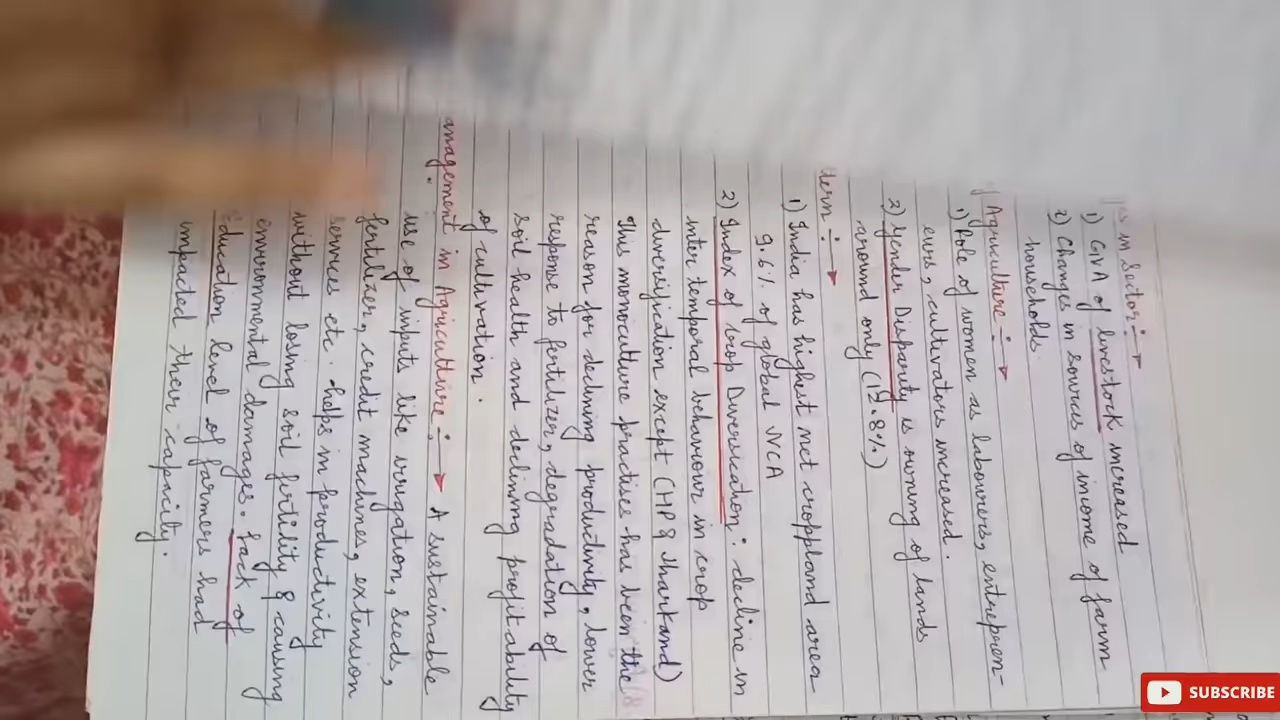 in Sector :→
1) GVA of livestock increased
2) Changes in sources of income of farm
households.
Agriculture :→
1) Role of women as labourers, entrepren-
eurs, cultivators increased.
2) Gender Disparity is owning of lands
around only (12.8%)
dern :→
1) India has highest net croppland area
9.6% of global NCA
2) Index of crop Diversication : decline in
inter temporal behaviour in crop
diversification except (HP & Jharkand)
This monoculture practises has been the
reason for declining productivity, lower
response to fertilizer, degradation of
soil health and declining profitability
of cultivation.
anagement in Agriculture :→ A sustainable
use of inputs like irrigation, seeds,
fertilizer, credit machines, extension
services etc. helps in productivity
without losing soil fertility & causing
environmental damages. Lack of
education level of farmers had
impacted their capacity.
SUBSCRIBE